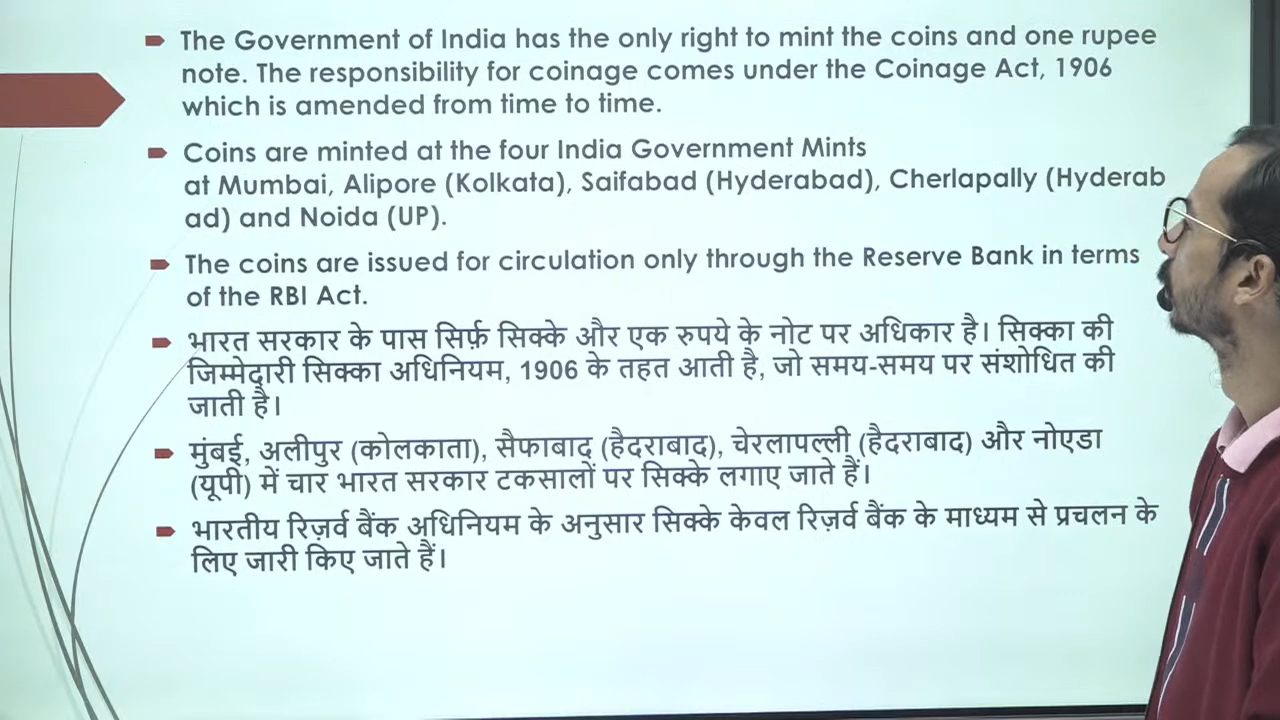 The Government of India has the only right to mint the coins and one rupee
note. The responsibility for coinage comes under the Coinage Act, 1906
which is amended from time to time.
Coins are minted at the four India Government Mints
at Mumbai, Alipore (Kolkata), Saifabad (Hyderabad), Cherlapally (Hyderab
ad) and Noida (UP).
The coins are issued for circulation only through the Reserve Bank in terms
of the RBI Act.
भारत सरकार के पास सिर्फ़ सिक्के और एक रुपये के नोट पर अधिकार है। सिक्का की
जिम्मेदारी सिक्का अधिनियम, 1906 के तहत आती है, जो समय-समय पर संशोधित की
जाती है।
मुंबई, अलीपुर (कोलकाता), सैफाबाद (हैदराबाद), चेरलापल्ली (हैदराबाद) और नोएडा
(यूपी) में चार भारत सरकार टकसालों पर सिक्के लगाए जाते हैं।
भारतीय रिज़र्व बैंक अधिनियम के अनुसार सिक्के केवल रिज़र्व बैंक के माध्यम से प्रचलन के
लिए जारी किए जाते हैं।